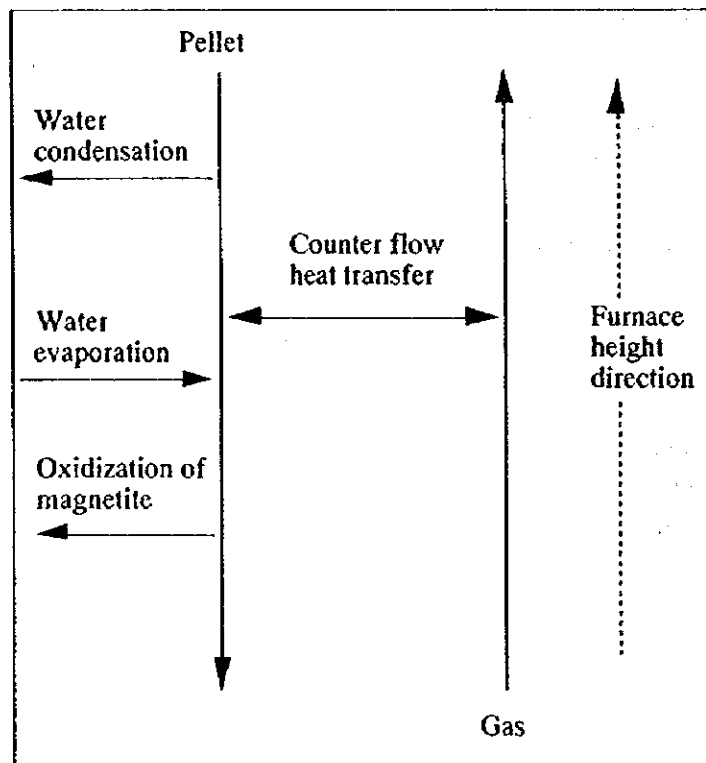 Pellet
Water
condensation
Counter flow
heat transfer
Water
evaporation
Furnace
height
direction
Oxidization of
magnetite
Gas